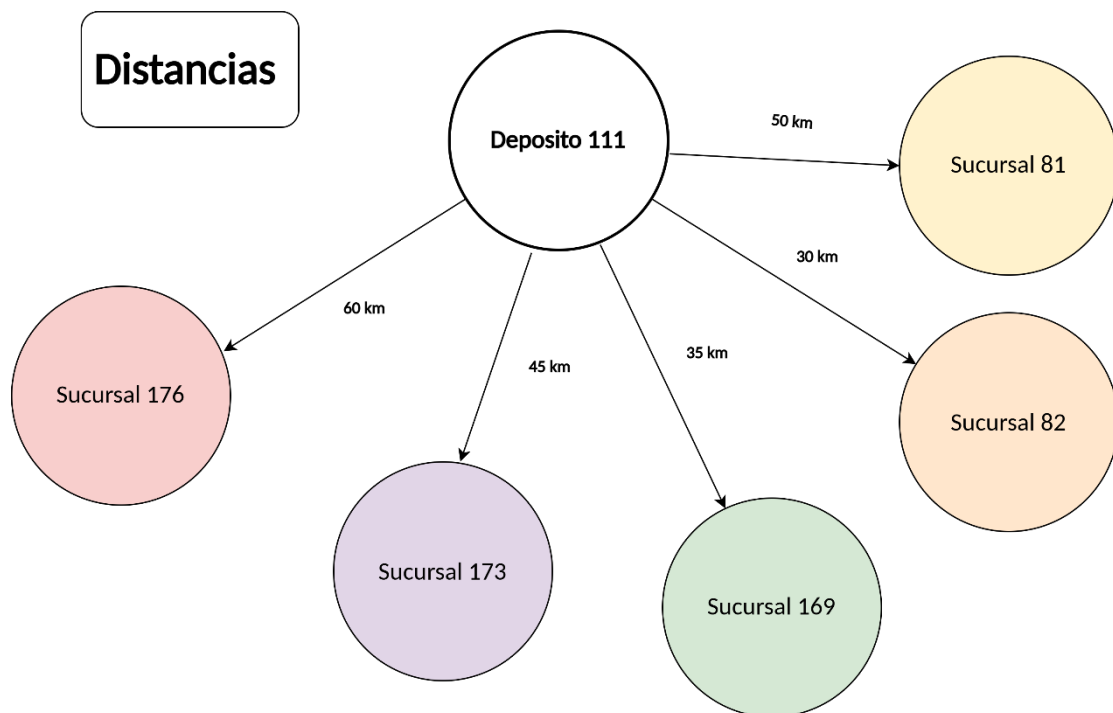 Distancias
Deposito 111
50 km
Sucursal 81
30 km
60 km
35 km
45 km
Sucursal 176
Sucursal 82
Sucursal 173
Sucursal 169